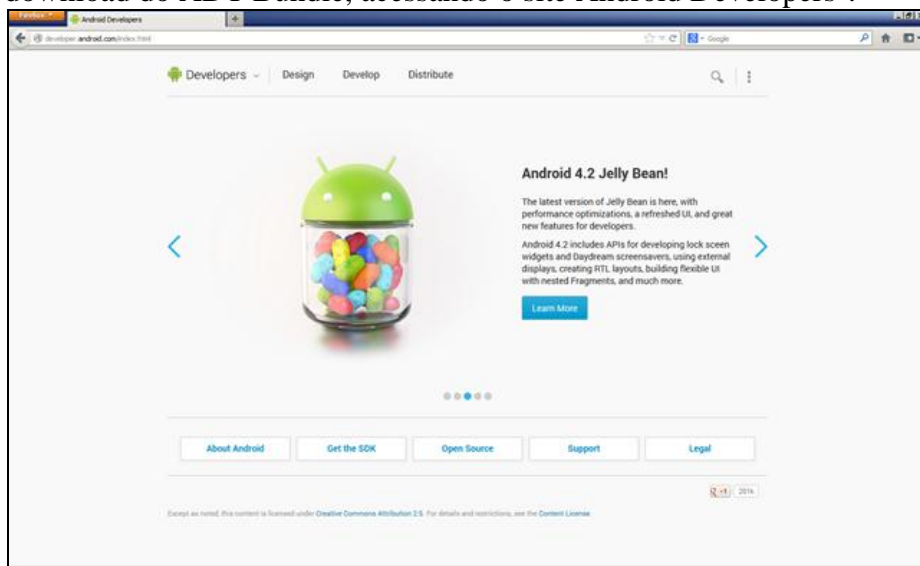 download do ADT Bundle, acessando o site Android Developers .
Firefox
Android Developers
developer.android.com/index.html
Google
Developers
Design
Develop
Distribute
Android 4.2 Jelly Bean!
The latest version of Jelly Bean is here, with
performance optimizations, a refreshed UI, and great
new features for developers.
Android 4.2 includes APIs for developing lock sceen
widgets and Daydream screensavers, using external
displays, creating RTL layouts, building flexible UI
with nested Fragments, and much more.
Learn More
About Android
Get the SDK
Open Source
Support
Legal
+1
Except as noted, this content is licensed under Creative Commons Attribution 2.5. For details and restrictions, see the Content License.